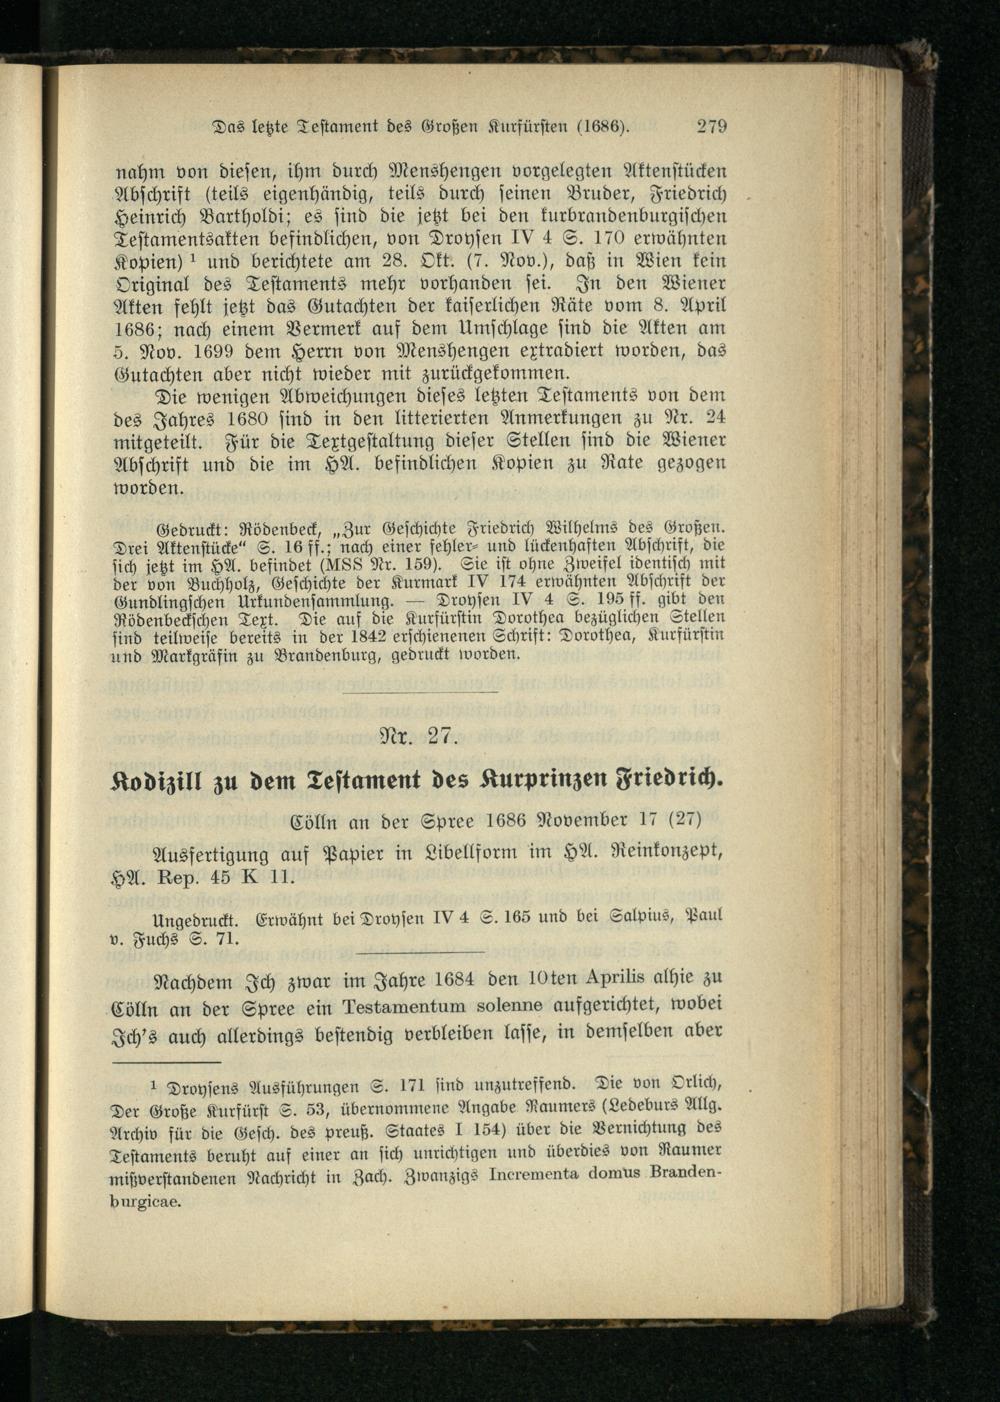 Das letzte Testament des Großen Kurfürsten (1686). 279
nahm von diesen, ihm durch Menshengen vorgelegten Aktenstücken
Abschrift (teils eigenhändig, teils durch seinen Bruder, Friedrich
Heinrich Bartholdi; es sind die jetzt bei den kurbrandenburgischen
Testamentsakten befindlichen, von Droysen IV 4 S. 170 erwähnten
Kopien) ¹ und berichtete am 28. Okt. (7. Nov.), daß in Wien kein
Original des Testaments mehr vorhanden sei. In den Wiener
Akten fehlt jetzt das Gutachten der kaiserlichen Räte vom 8. April
1686; nach einem Vermerk auf dem Umschlage sind die Akten am
5. Nov. 1699 dem Herrn von Menshengen extradiert worden, das
Gutachten aber nicht wieder mit zurückgekommen.
Die wenigen Abweichungen dieses letzten Testaments von dem
des Jahres 1680 sind in den litterierten Anmerkungen zu Nr. 24
mitgeteilt. Für die Textgestaltung dieser Stellen sind die Wiener
Abschrift und die im HA. befindlichen Kopien zu Rate gezogen
worden.
Gedruckt: Rödenbeck, „Zur Geschichte Friedrich Wilhelms des Großen.
Drei Aktenstücke“ S. 16 ff.; nach einer fehler- und lückenhaften Abschrift, die
sich jetzt im HA. befindet (MSS Nr. 159). Sie ist ohne Zweifel identisch mit
der von Buchholz, Geschichte der Kurmark IV 174 erwähnten Abschrift der
Gundlingschen Urkundensammlung. — Droysen IV 4 S. 195 ff. gibt den
Rödenbeckschen Text. Die auf die Kurfürstin Dorothea bezüglichen Stellen
sind teilweise bereits in der 1842 erschienenen Schrift: Dorothea, Kurfürstin
und Markgräfin zu Brandenburg, gedruckt worden.
Nr. 27.
Kodizill zu dem Testament des Kurprinzen Friedrich.
Cölln an der Spree 1686 November 17 (27)
Ausfertigung auf Papier in Libellform im HA. Reinkonzept,
HA. Rep. 45 K 11.
Ungedruckt. Erwähnt bei Droysen IV 4 S. 165 und bei Salpius, Paul
v. Fuchs S. 71.
Nachdem Ich zwar im Jahre 1684 den 10ten Aprilis alhie zu
Cölln an der Spree ein Testamentum solenne aufgerichtet, wobei
Ich's auch allerdings bestendig verbleiben lasse, in demselben aber
¹ Droysens Ausführungen S. 171 sind unzutreffend. Die von Orlich,
Der Große Kurfürst S. 53, übernommene Angabe Raumers (Ledeburs Allg.
Archiv für die Gesch. des preuß. Staates I 154) über die Vernichtung des
Testaments beruht auf einer an sich unrichtigen und überdies von Raumer
mißverstandenen Nachricht in Zach. Zwanzigs Incrementa domus Branden-
burgicae.